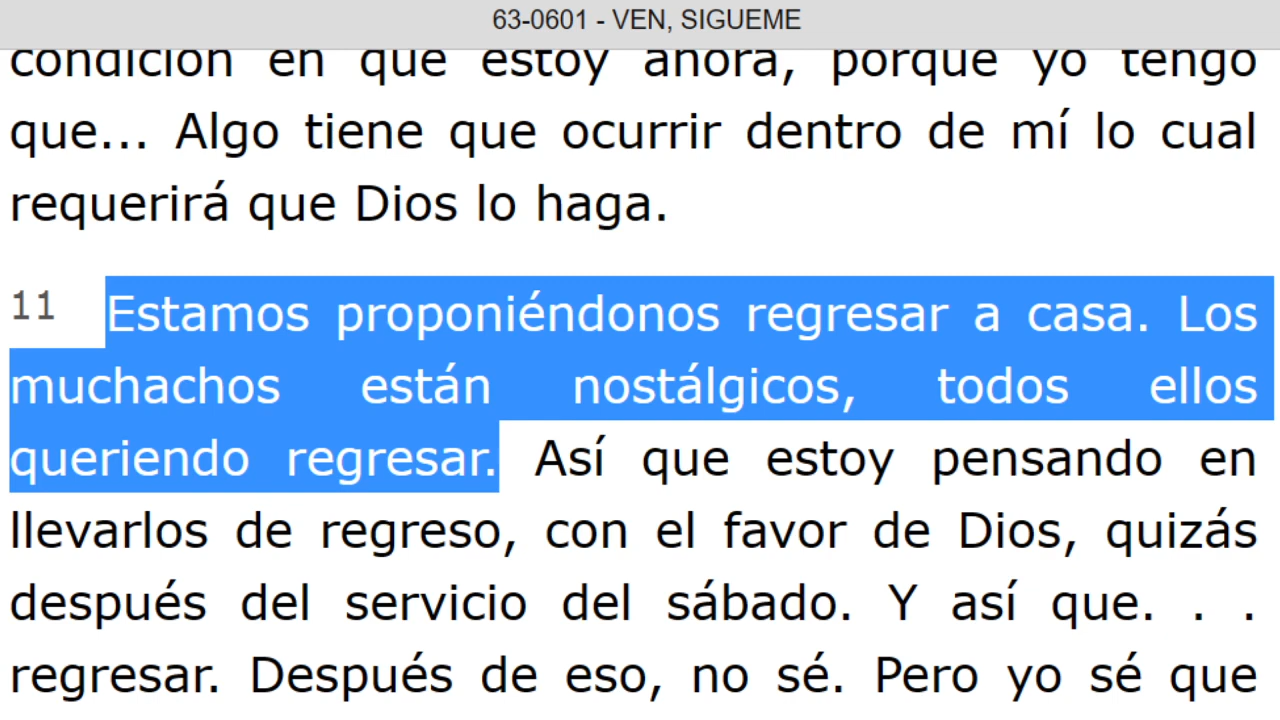 63-0601 - VEN, SIGUEME
condición en que estoy ahora, porque yo tengo
que... Algo tiene que ocurrir dentro de mí lo cual
requerirá que Dios lo haga.
11 Estamos proponiéndonos regresar a casa. Los
muchachos están nostálgicos, todos ellos
queriendo regresar. Así que estoy pensando en
llevarlos de regreso, con el favor de Dios, quizás
después del servicio del sábado. Y así que. . .
regresar. Después de eso, no sé. Pero yo sé que